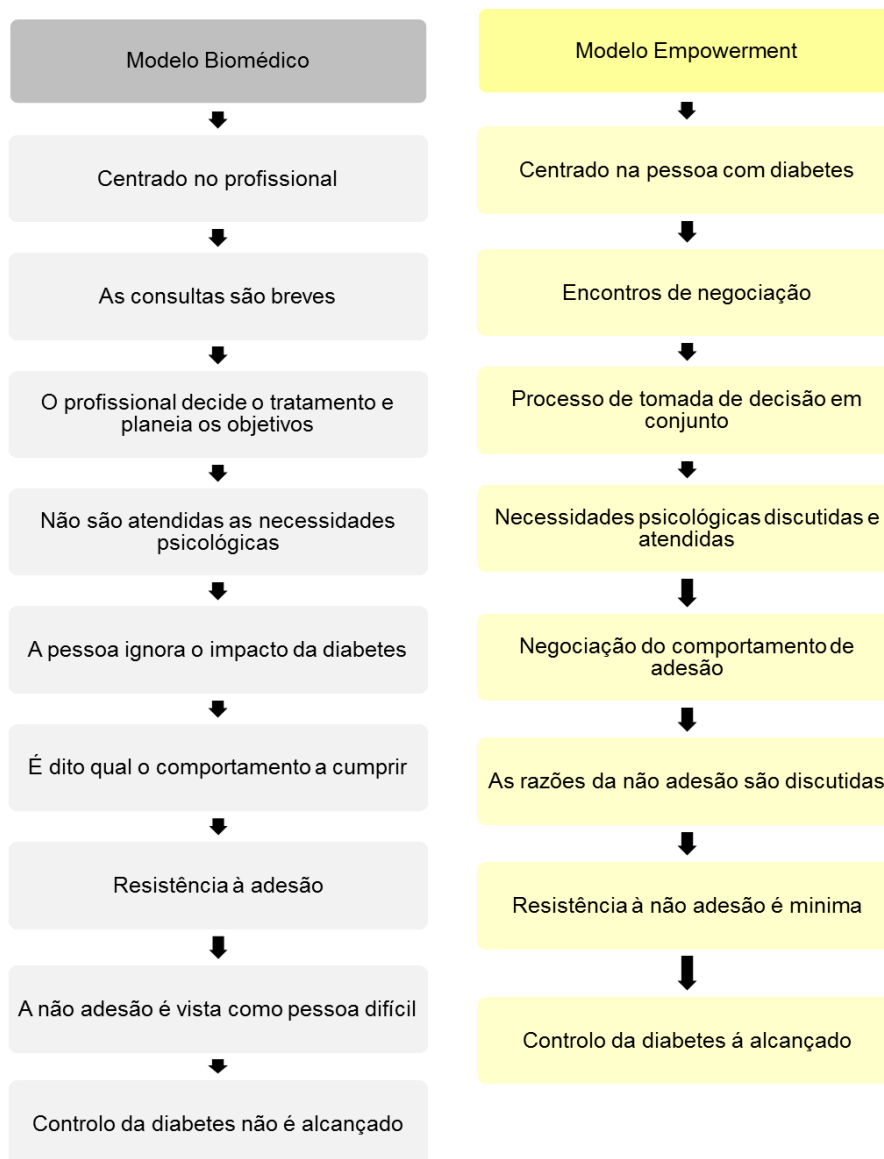 Modelo Biomédico
Centrado no profissional
As consultas são breves
O profissional decide o tratamento e
planeia os objetivos
Não são atendidas as necessidades
psicológicas
A pessoa ignora o impacto da diabetes
É dito qual o comportamento a cumprir
Resistência à adesão
A não adesão é vista como pessoa difícil
Controlo da diabetes não é alcançado
Modelo Empowerment
Centrado na pessoa com diabetes
Encontros de negociação
Processo de tomada de decisão em
conjunto
Necessidades psicológicas discutidas e
atendidas
Negociação do comportamento de
adesão
As razões da não adesão são discutidas
Resistência à não adesão é minima
Controlo da diabetes á alcançado